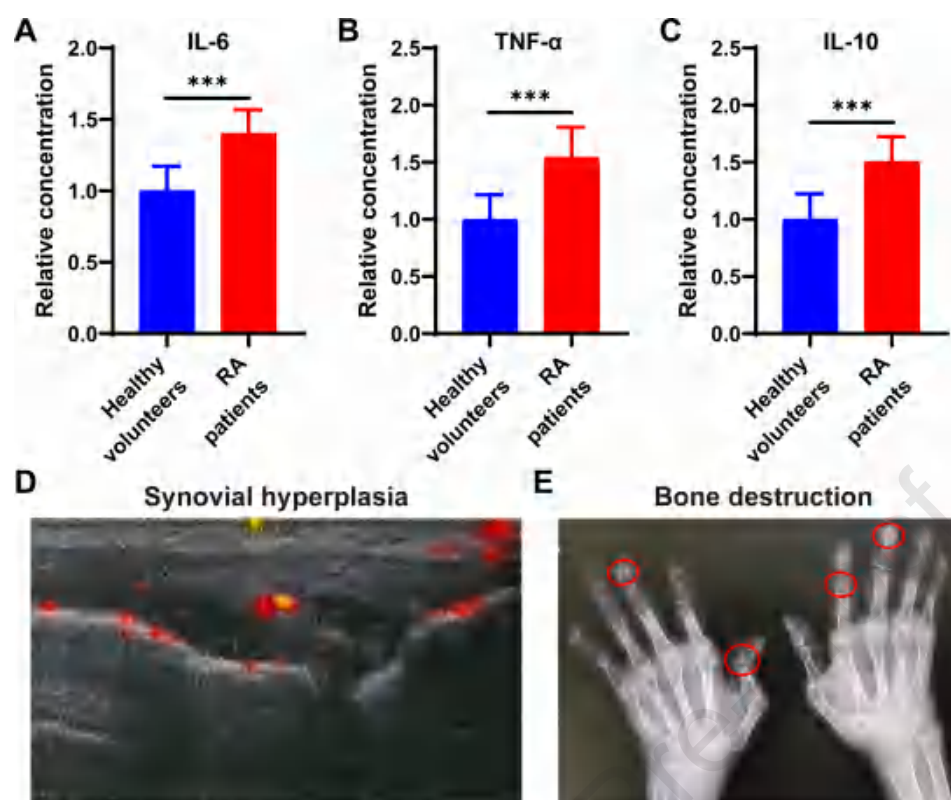 A
IL-6
Relative concentration
2.0
1.5
1.0
0.5
0.0
***
Healthy
volunteers
RA
patients
B
TNF-α
Relative concentration
2.5
2.0
1.5
1.0
0.5
0.0
***
Healthy
volunteers
RA
patients
C
IL-10
Relative concentration
2.5
2.0
1.5
1.0
0.5
0.0
***
Healthy
volunteers
RA
patients
D
Synovial hyperplasia
E
Bone destruction